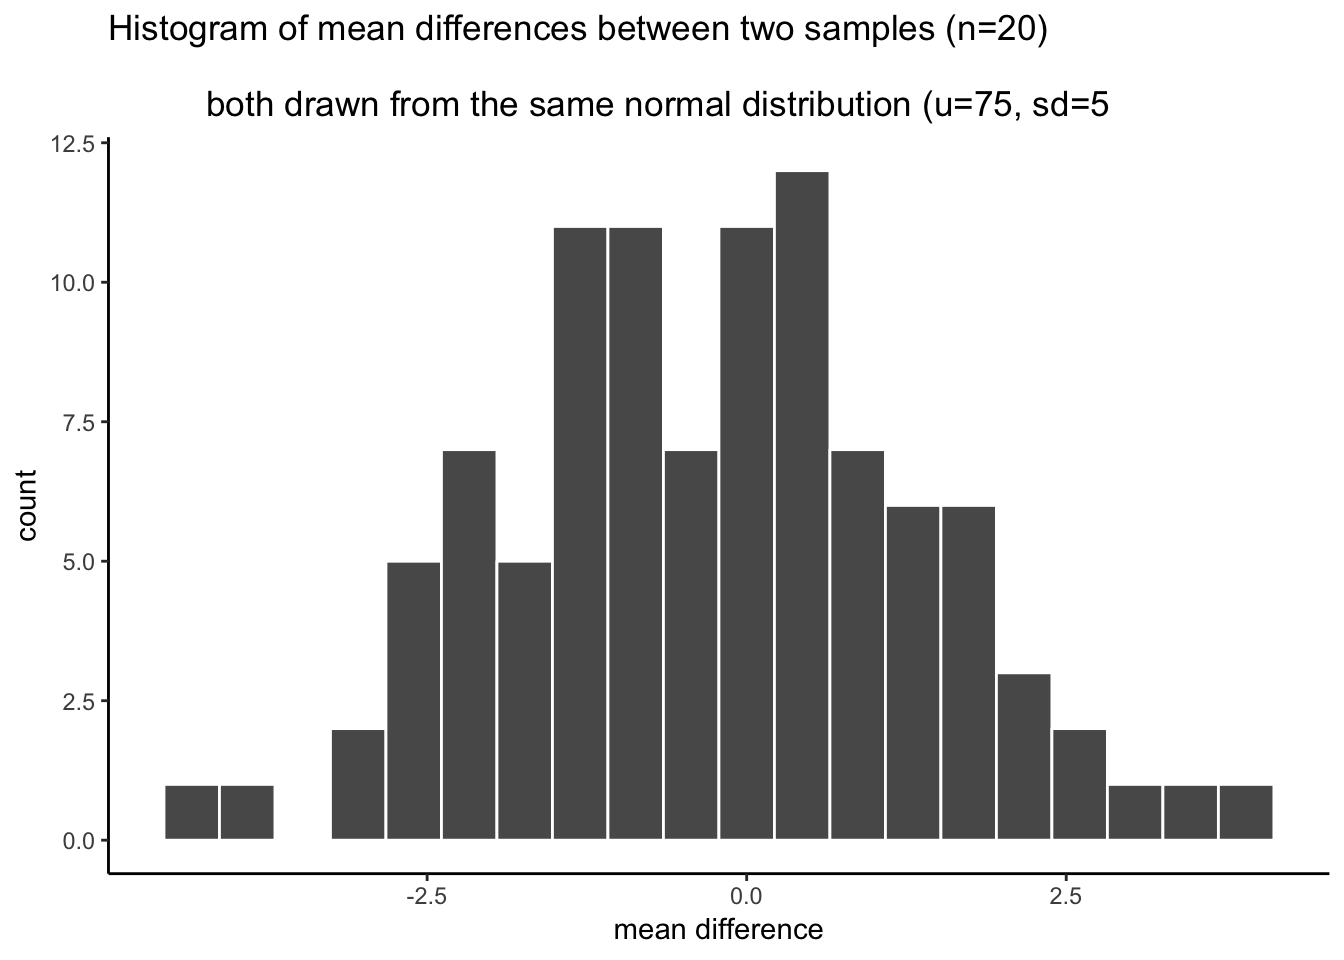 Histogram of mean differences between two samples (n=20)
both drawn from the same normal distribution (u=75, sd=5
12.5
10.0
7.5
5.0
2.5
0.0
count
-2.5
0.0
2.5
mean difference